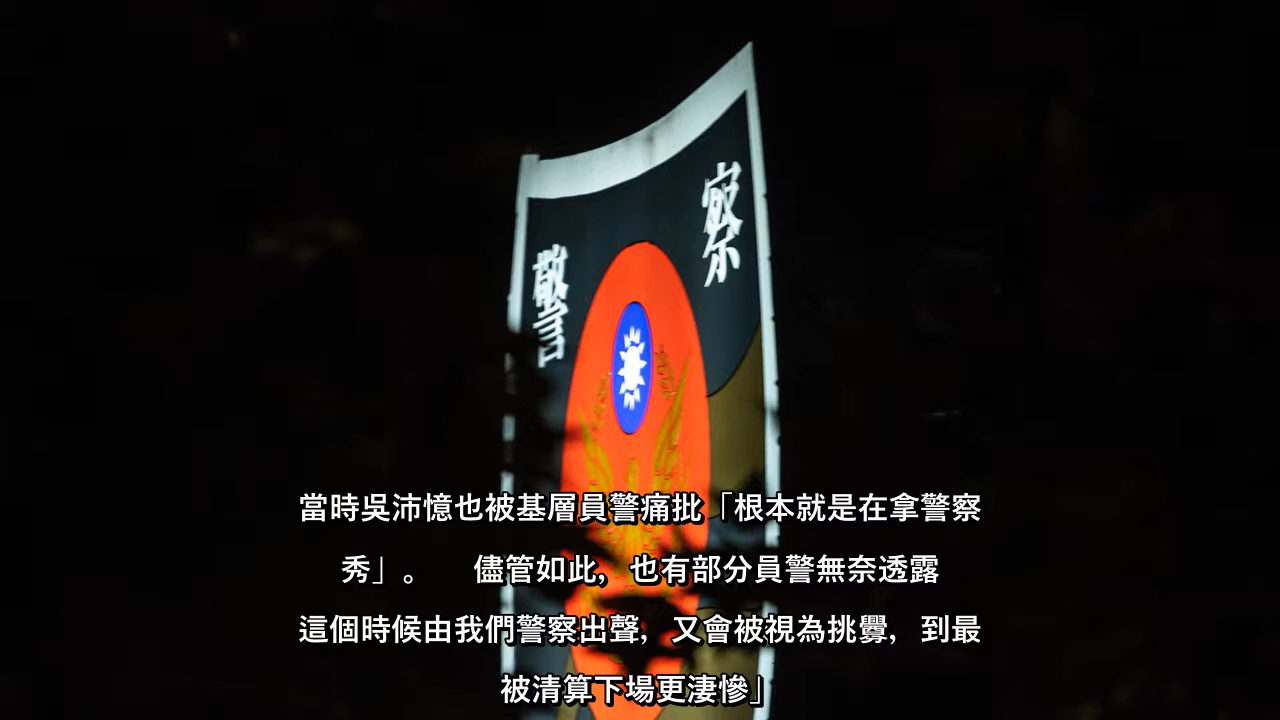 警察
當時吳沛憶也被基層員警痛批「根本就是在拿警察
秀」。 儘管如此, 也有部分員警無奈透露
這個時候由我們警察出聲, 又會被視為挑釁, 到最
被清算下場更淒慘」